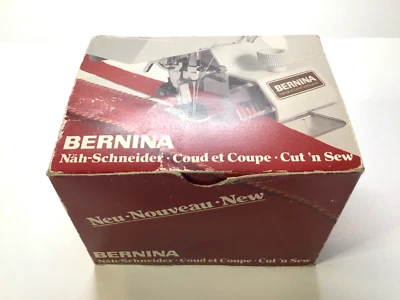 BERNINA
BERNINA
Näh-Schneider · Coud et Coupe · Cut 'n Sew
Neu · Nouveau · New
BERNINA
Näh-Schneider · Coud et Coupe · Cut 'n Sew